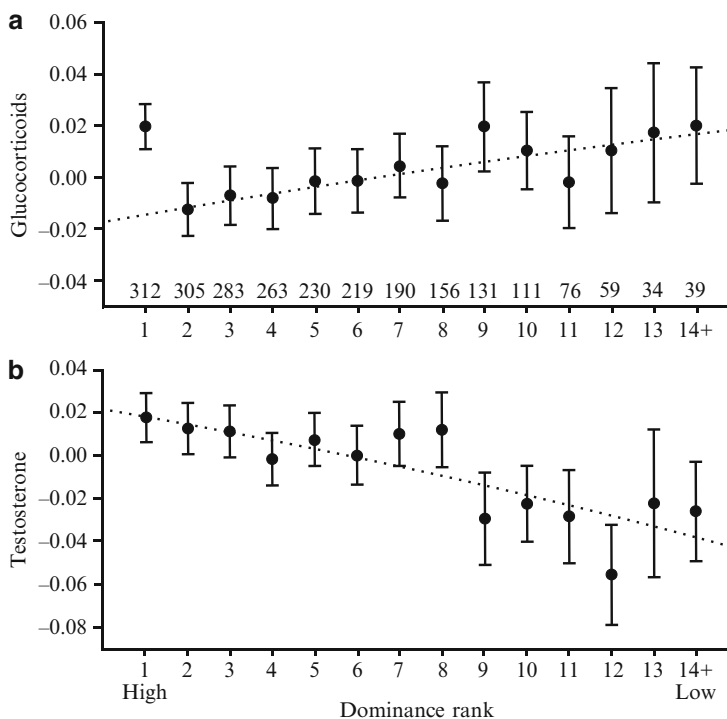 a
0.06
0.04
0.02
0.00
–0.02
–0.04
Glucocorticoids
312 305 283 263 230 219 190 156 131 111 76 59 34 39
1 2 3 4 5 6 7 8 9 10 11 12 13 14+
b
0.04
0.02
0.00
–0.02
–0.04
–0.06
–0.08
Testosterone
1 2 3 4 5 6 7 8 9 10 11 12 13 14+
High Low
Dominance rank